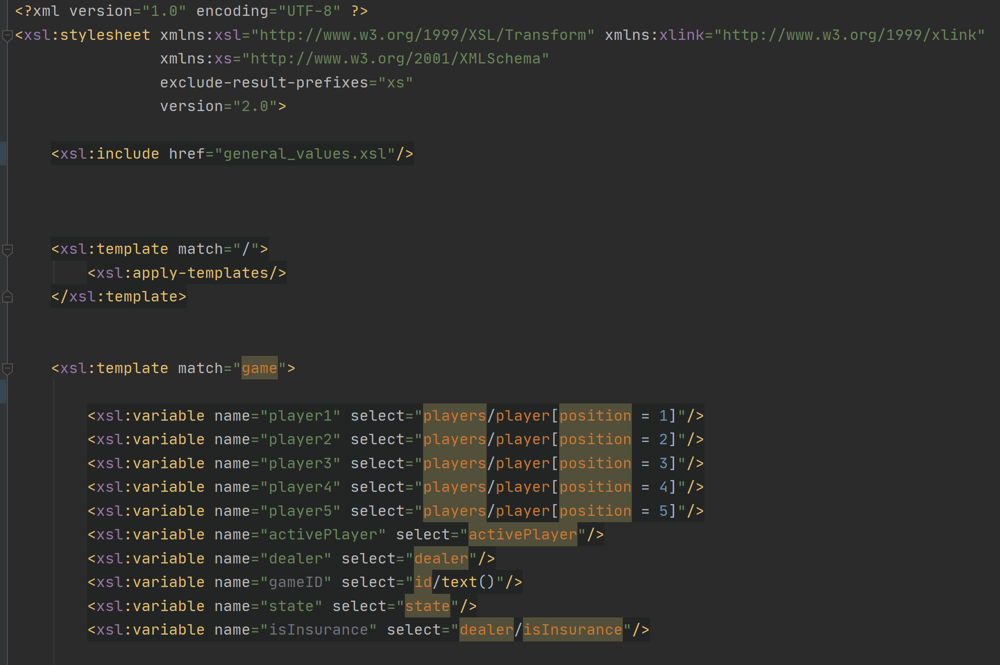 <?xml version="1.0" encoding="UTF-8" ?>
<xsl:stylesheet xmlns:xsl="http://www.w3.org/1999/XSL/Transform" xmlns:xlink="http://www.w3.org/1999/xlink"
                xmlns:xs="http://www.w3.org/2001/XMLSchema"
                exclude-result-prefixes="xs"
                version="2.0">
    <xsl:include href="general_values.xsl"/>
    <xsl:template match="/">
        <xsl:apply-templates/>
    </xsl:template>
    <xsl:template match="game">
        <xsl:variable name="player1" select="players/player[position = 1]"/>
        <xsl:variable name="player2" select="players/player[position = 2]"/>
        <xsl:variable name="player3" select="players/player[position = 3]"/>
        <xsl:variable name="player4" select="players/player[position = 4]"/>
        <xsl:variable name="player5" select="players/player[position = 5]"/>
        <xsl:variable name="activePlayer" select="activePlayer"/>
        <xsl:variable name="dealer" select="dealer"/>
        <xsl:variable name="gameID" select="id/text()"/>
        <xsl:variable name="state" select="state"/>
        <xsl:variable name="isInsurance" select="dealer/isInsurance"/>